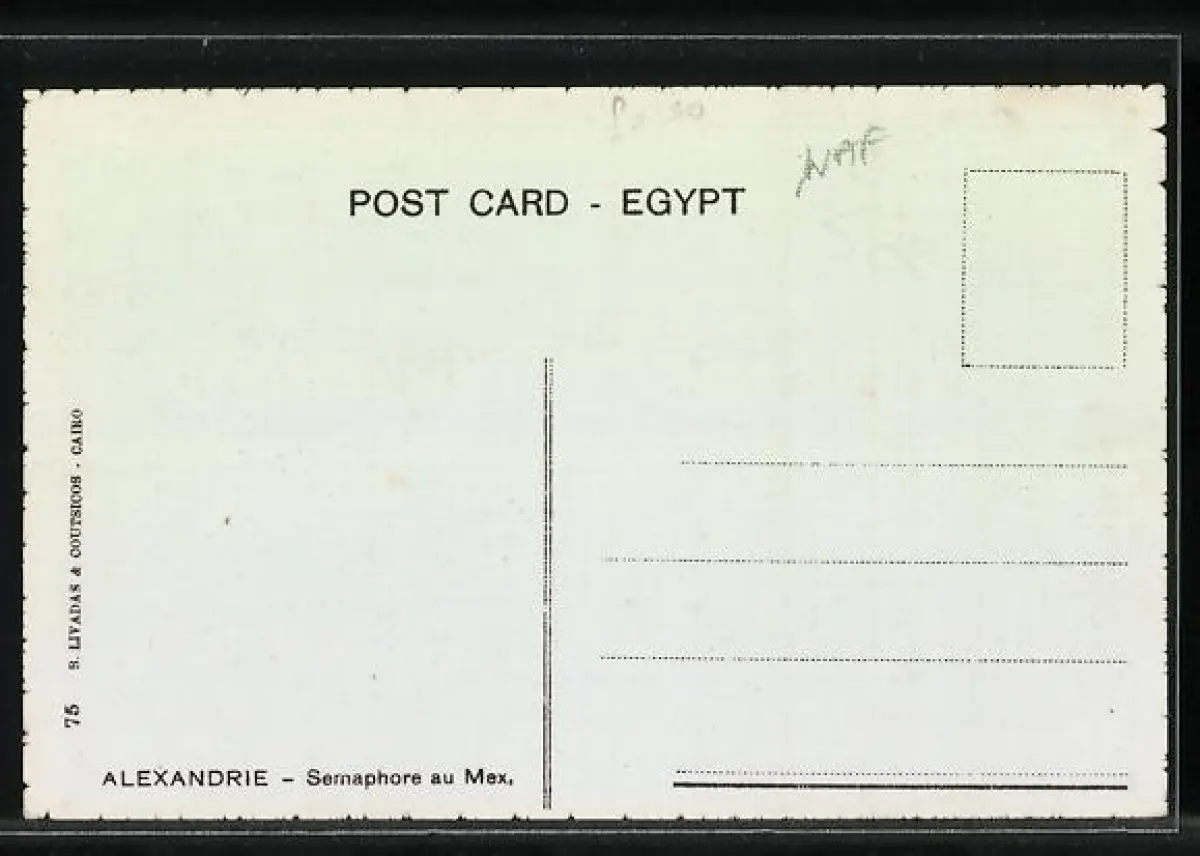 POST CARD - EGYPT
75 S. LIVADAS & COUTSICOS - CAIRO
ALEXANDRIE - Semaphore au Mex.